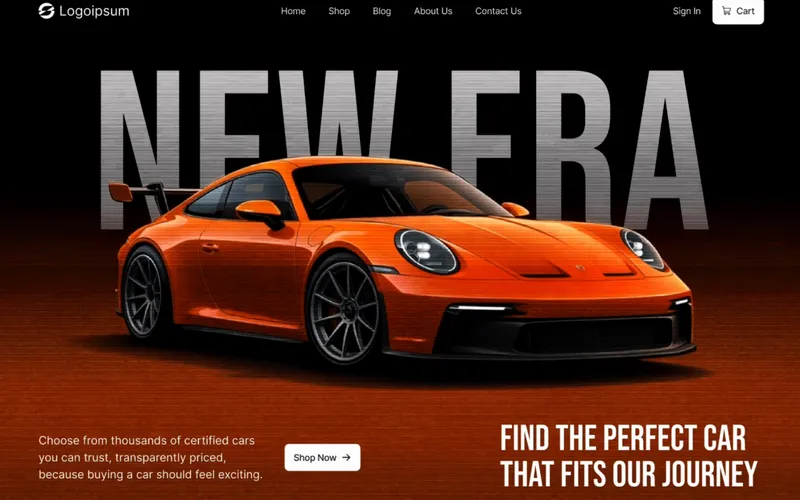 Logoipsum
Home
Shop
Blog
About Us
Contact Us
Sign In
Cart
NEW ERA
Choose from thousands of certified cars
you can trust, transparently priced,
because buying a car should feel exciting.
Shop Now
FIND THE PERFECT CAR
THAT FITS OUR JOURNEY